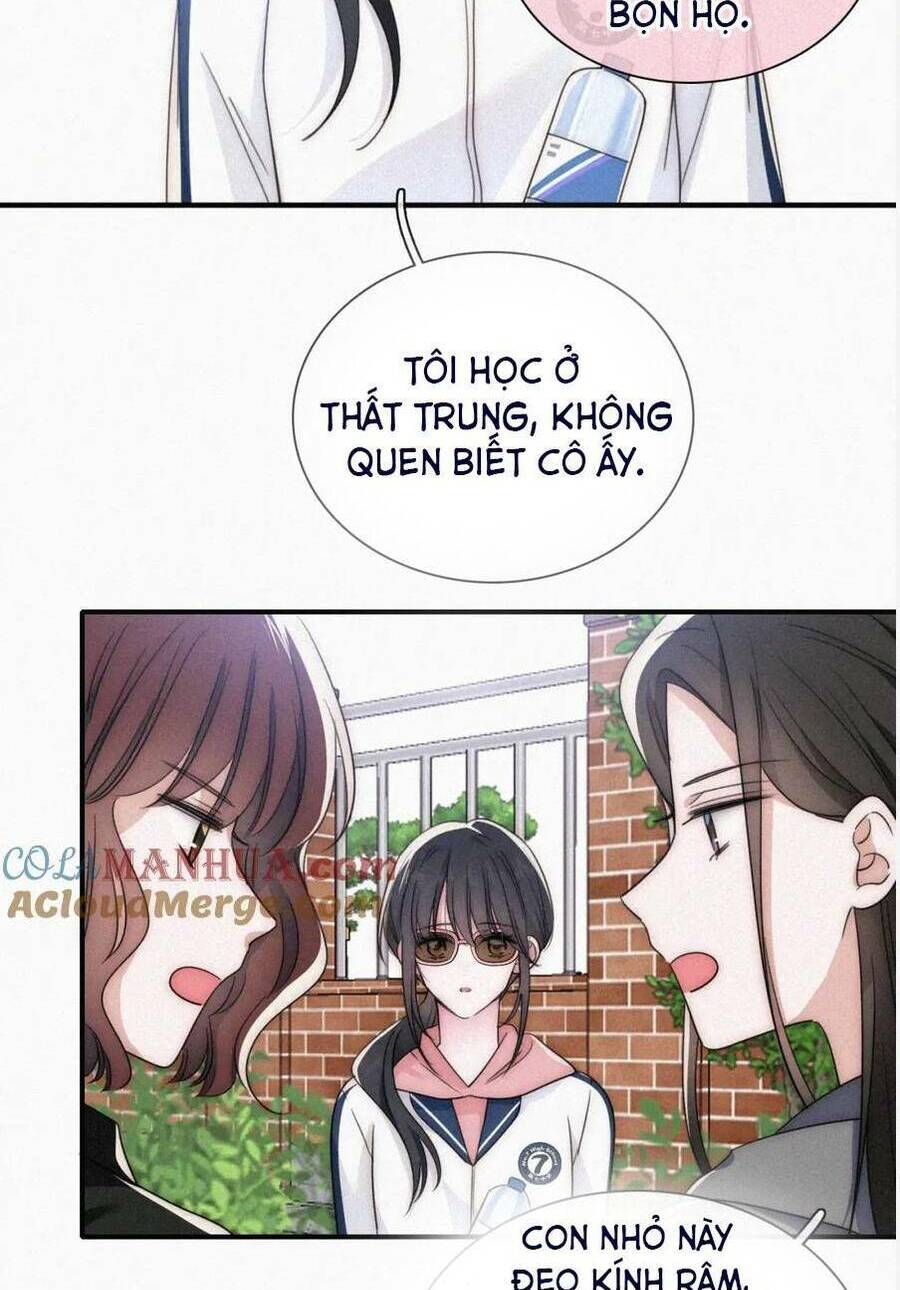 BỌN HỌ.
TÔI HỌC Ở
THẤT TRUNG, KHÔNG
QUEN BIẾT CÔ ẤY.
COLAMANHUA.com
ACloudMerge.com
7
CON NHỎ NÀY
ĐEO KÍNH RÂM,